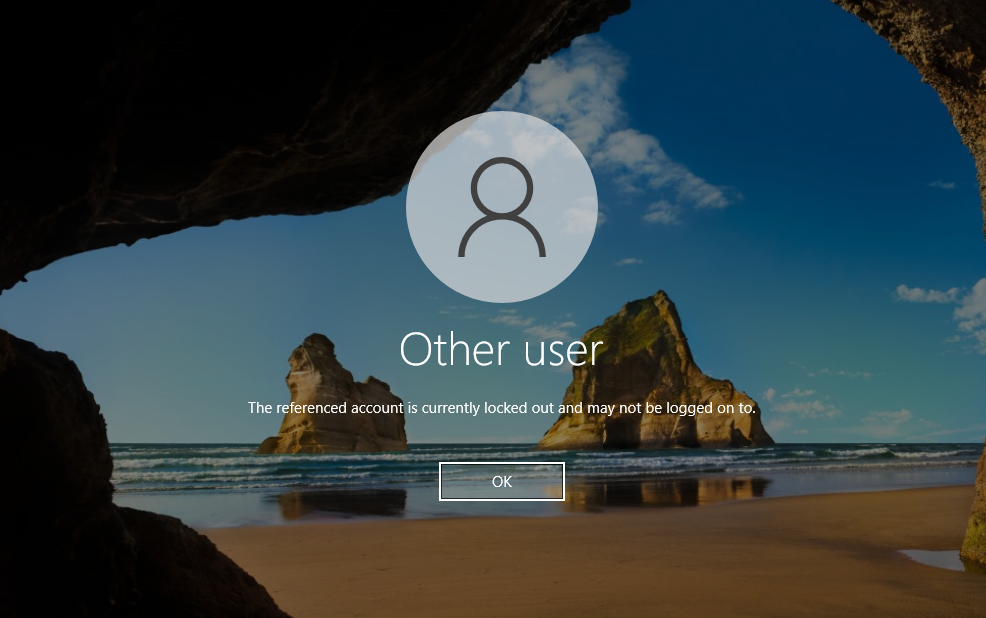 Other user
The referenced account is currently locked out and may not be logged on to.
OK